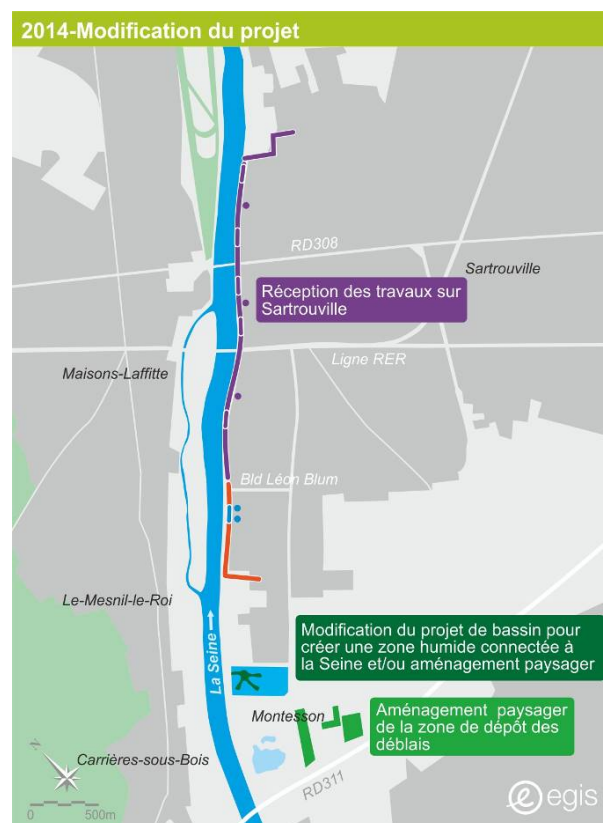 2014-Modification du projet
RD308
Sartrouville
Réception des travaux sur
Sartrouville
Ligne RER
Maisons-Laffitte
Bld Léon Blum
Le-Mesnil-le-Roi
La Seine
Modification du projet de bassin pour
créer une zone humide connectée à
la Seine et/ou aménagement paysager
Montesson
Aménagement paysager
de la zone de dépôt des
déblais
Carrières-sous-Bois
RD311
N
0 500m
egis